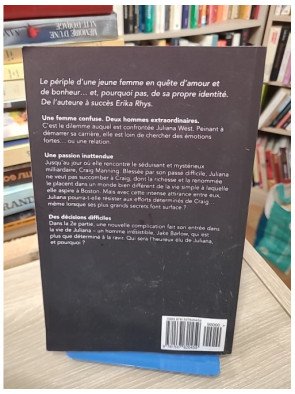 Le périple d'une jeune femme en quête d'amour et
de bonheur... et, pourquoi pas, de sa propre identité.
De l'auteure à succès Erika Rhys.
Une femme confuse. Deux hommes extraordinaires.
C'est le dilemme auquel est confrontée Juliana West. Peinant à
démarrer sa carrière, elle est loin de chercher des émotions
fortes... ou une relation.
Une passion inattendue
Jusqu'au jour où elle rencontre le séduisant et mystérieux
milliardaire, Craig Manning. Blessée par son passé difficile, Juliana
ne veut pas succomber à Craig, dont la richesse et la renommée
le placent dans un monde bien différent de la vie simple à laquelle
elle aspire à Boston. Mais avec cette intense attirance entre eux,
Juliana pourra-t-elle résister aux efforts déterminés de Craig...
même lorsque ses plus grands secrets font surface ?
Des décisions difficiles
Dans la 2e partie, une nouvelle complication fait son entrée dans
la vie de Juliana – un homme irrésistible, Jake Barlow, qui est
plus que déterminé à la ravir. Qui sera l'heureux élu de Juliana,
et pourquoi ?